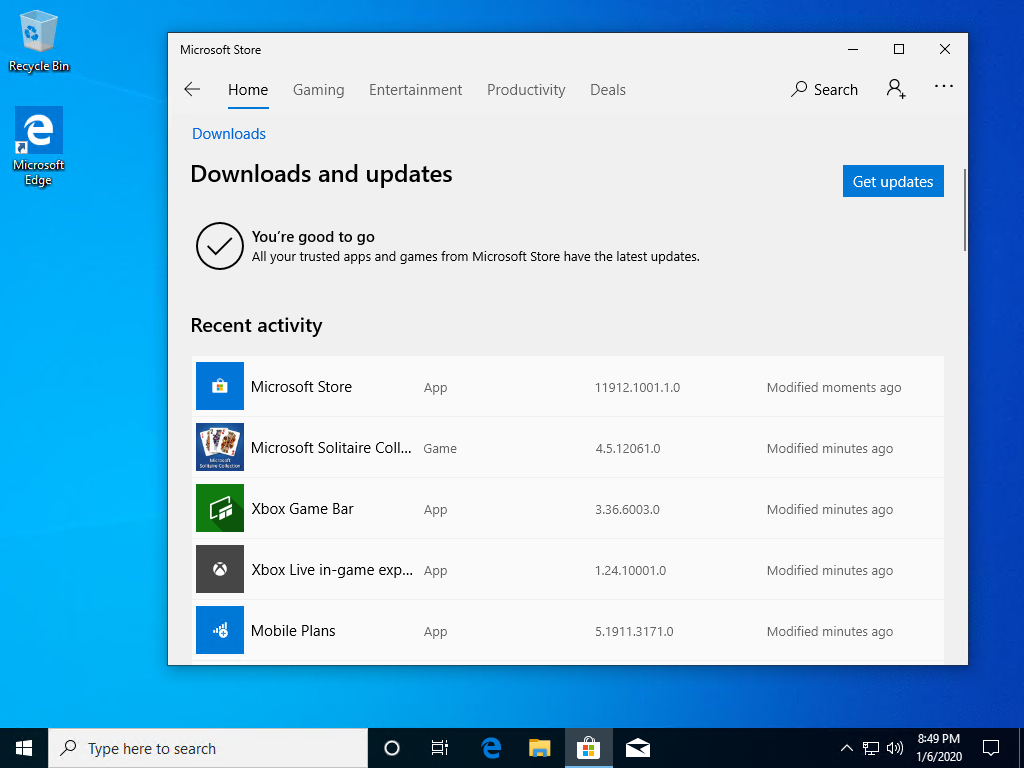 Recycle Bin
Microsoft
Edge
Microsoft Store
Home Gaming Entertainment Productivity Deals Search
Downloads
Downloads and updates
Get updates
You're good to go
All your trusted apps and games from Microsoft Store have the latest updates.
Recent activity
Microsoft Store App 11912.1001.1.0 Modified moments ago
Microsoft Solitaire Coll... Game 4.5.12061.0 Modified minutes ago
Microsoft
Solitaire Collection
Xbox Game Bar App 3.36.6003.0 Modified minutes ago
Xbox Live in-game exp... App 1.24.10001.0 Modified minutes ago
Mobile Plans App 5.1911.3171.0 Modified minutes ago
Type here to search
8:49 PM
1/6/2020